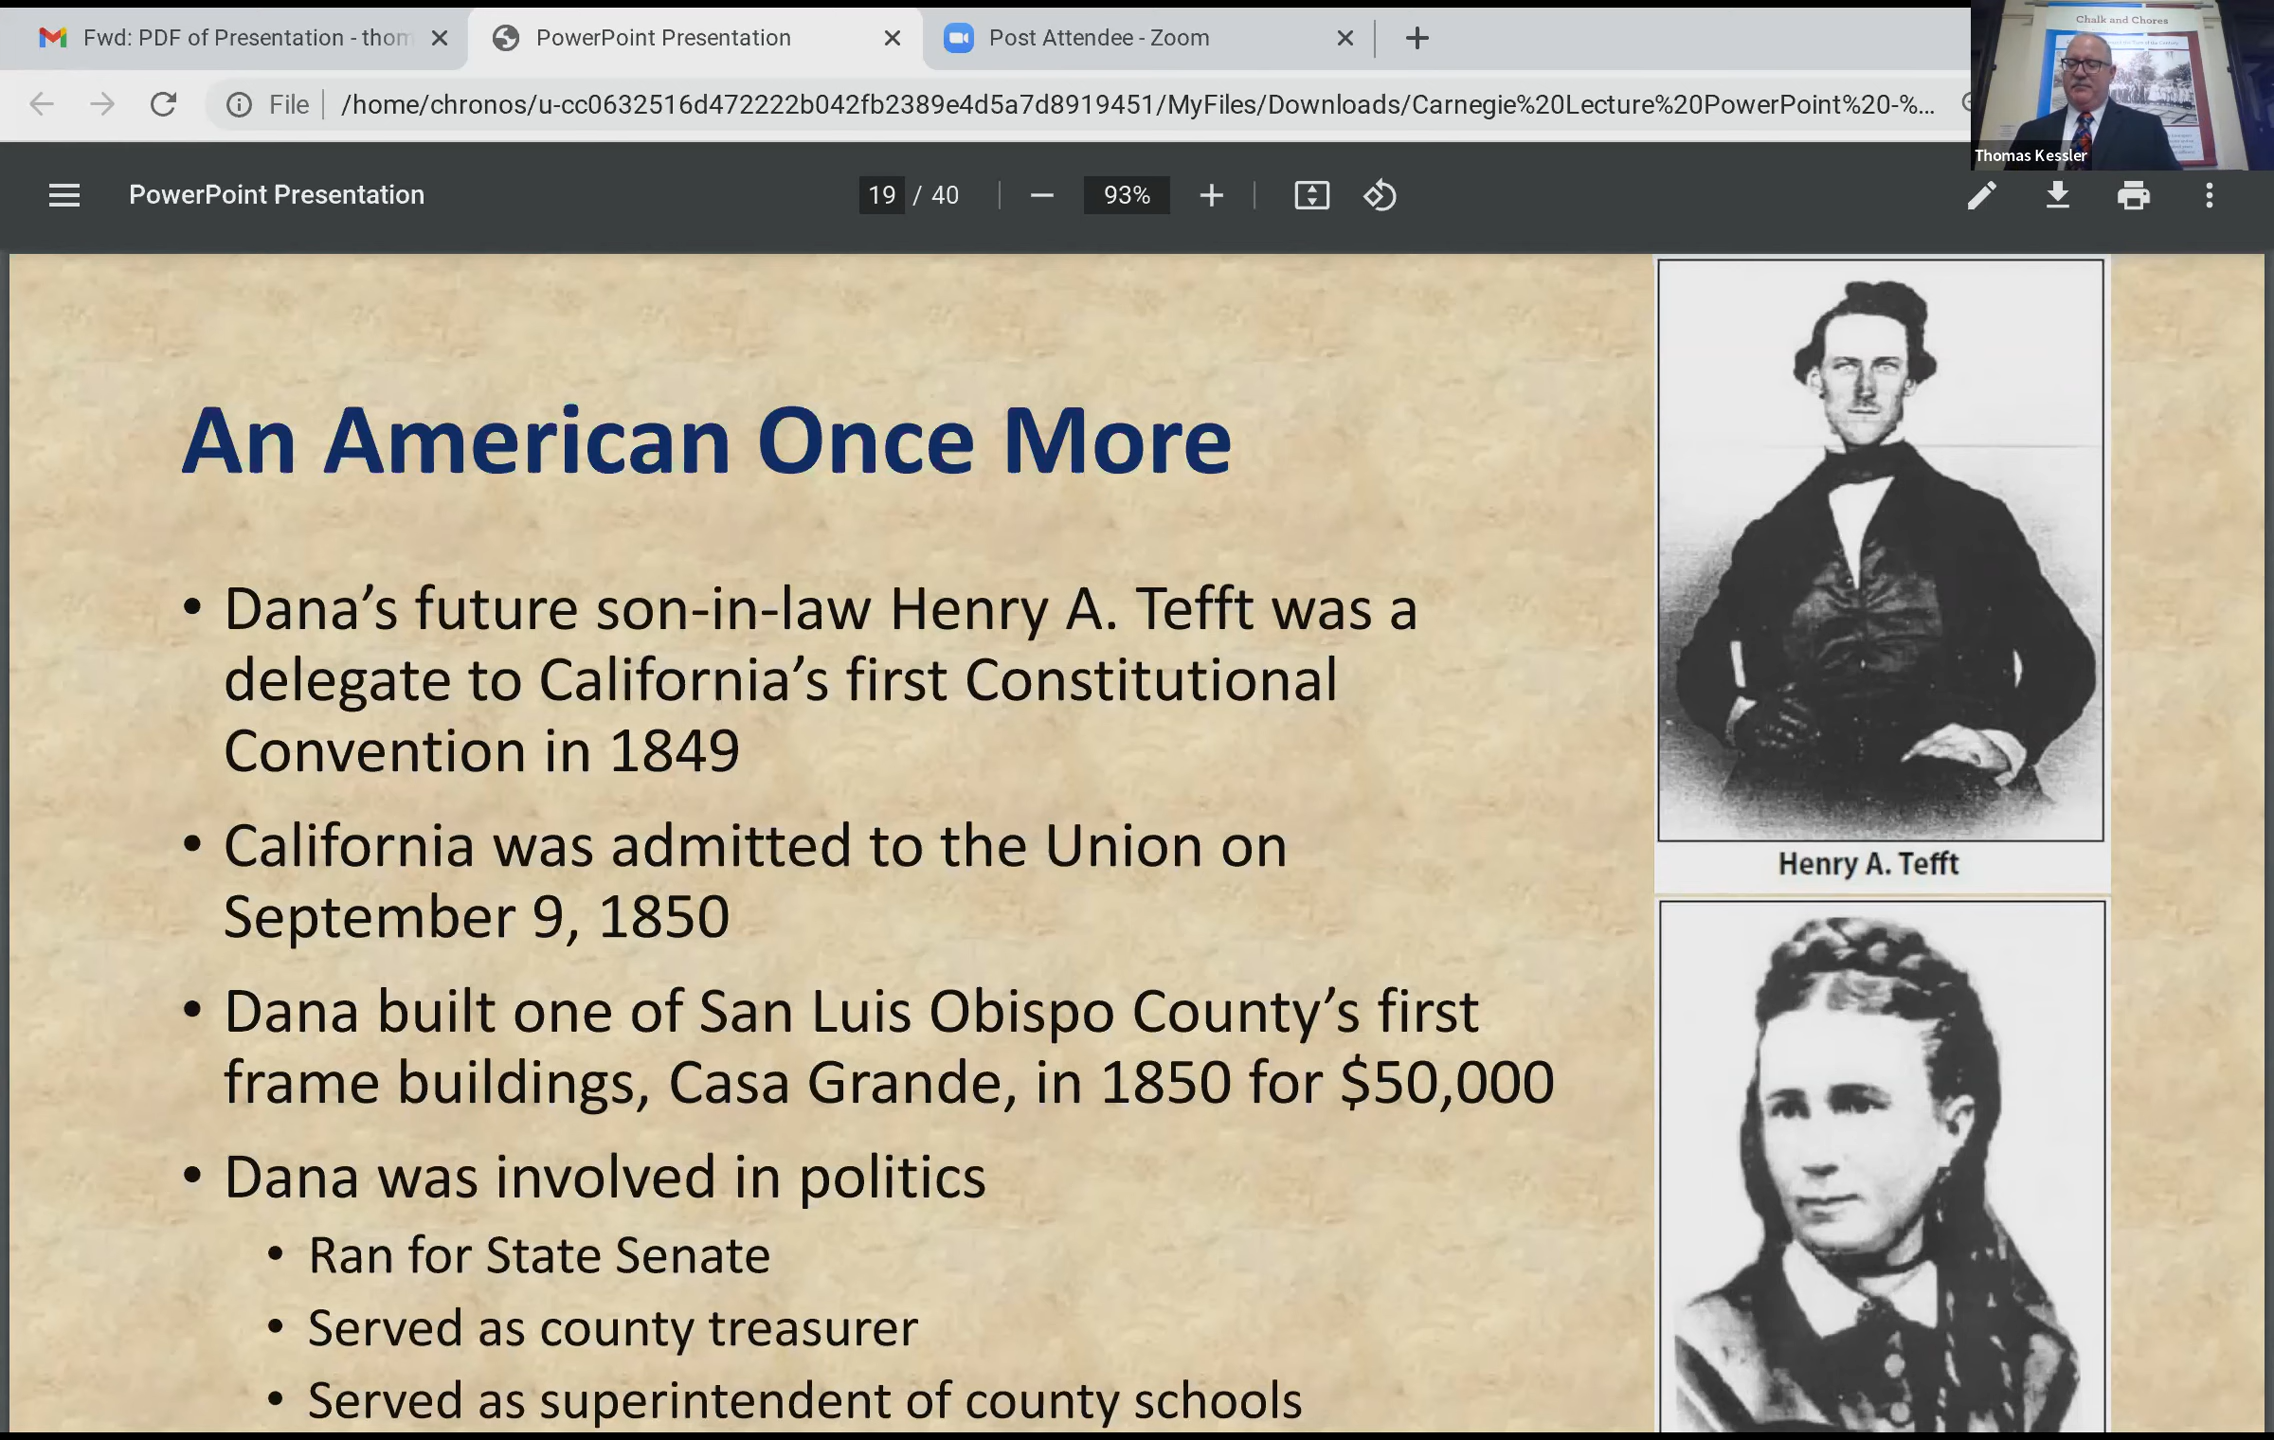 Fwd: PDF of Presentation - thom
PowerPoint Presentation
Post Attendee - Zoom
File
/home/chronos/u-cc0632516d472222b042fb2389e4d5a7d8919451/MyFiles/Downloads/Carnegie%20Lecture%20PowerPoint%20-%...
Chalk and Chores
Thomas Kessler
PowerPoint Presentation
19 / 40
93%
An American Once More
• Dana’s future son-in-law Henry A. Tefft was a
delegate to California’s first Constitutional
Convention in 1849
• California was admitted to the Union on
September 9, 1850
• Dana built one of San Luis Obispo County’s first
frame buildings, Casa Grande, in 1850 for $50,000
• Dana was involved in politics
• Ran for State Senate
• Served as county treasurer
• Served as superintendent of county schools
Henry A. Tefft